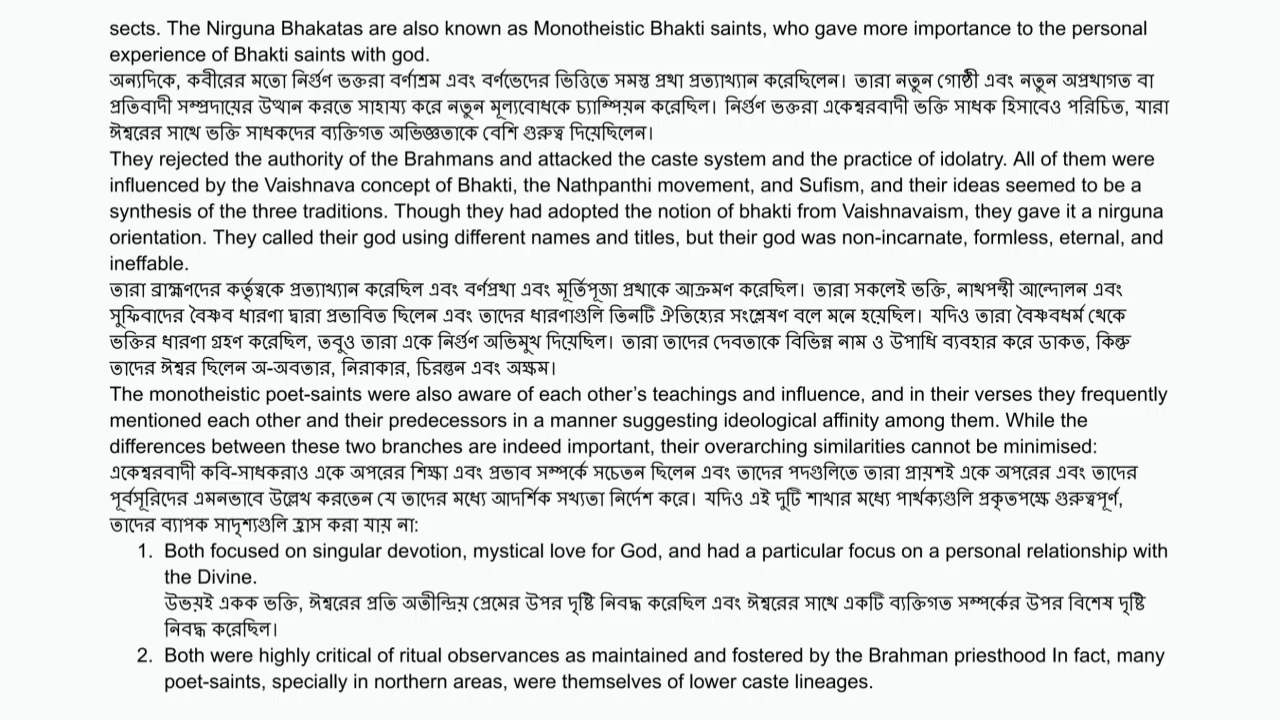 sects. The Nirguna Bhakatas are also known as Monotheistic Bhakti saints, who gave more importance to the personal
experience of Bhakti saints with god.
অন্যদিকে, কবীরের মতো নির্গুণ ভক্তরা বর্ণাশ্রম এবং বর্ণভেদের ভিত্তিতে সমস্ত প্রথা প্রত্যাখ্যান করেছিলেন। তারা নতুন গোষ্ঠী এবং নতুন অপ্রথাগত বা
প্রতিবাদী সম্প্রদায়ের উত্থান করতে সাহায্য করে নতুন মূল্যবোধকে চ্যাম্পিয়ন করেছিল। নির্গুণ ভক্তরা একেশ্বরবাদী ভক্তি সাধক হিসাবেও পরিচিত, যারা
ঈশ্বরের সাথে ভক্তি সাধকদের ব্যক্তিগত অভিজ্ঞতাকে বেশি গুরুত্ব দিয়েছিলেন।
They rejected the authority of the Brahmans and attacked the caste system and the practice of idolatry. All of them were
influenced by the Vaishnava concept of Bhakti, the Nathpanthi movement, and Sufism, and their ideas seemed to be a
synthesis of the three traditions. Though they had adopted the notion of bhakti from Vaishnavaism, they gave it a nirguna
orientation. They called their god using different names and titles, but their god was non-incarnate, formless, eternal, and
ineffable.
তারা ব্রাহ্মণদের কর্তৃত্বকে প্রত্যাখ্যান করেছিল এবং বর্ণপ্রথা এবং মূর্তিপূজা প্রথাকে আক্রমণ করেছিল। তারা সকলেই ভক্তি, নাথপন্থী আন্দোলন এবং
সুফিবাদের বৈষ্ণব ধারণা দ্বারা প্রভাবিত ছিলেন এবং তাদের ধারণাগুলি তিনটি ঐতিহ্যের সংশ্লেষণ বলে মনে হয়েছিল। যদিও তারা বৈষ্ণবধর্ম থেকে
ভক্তির ধারণা গ্রহণ করেছিল, তবুও তারা একে নির্গুণ অভিমুখ দিয়েছিল। তারা তাদের দেবতাকে বিভিন্ন নাম ও উপাধি ব্যবহার করে ডাকত, কিন্তু
তাদের ঈশ্বর ছিলেন অ-অবতার, নিরাকার, চিরন্তন এবং অক্ষম।
The monotheistic poet-saints were also aware of each other’s teachings and influence, and in their verses they frequently
mentioned each other and their predecessors in a manner suggesting ideological affinity among them. While the
differences between these two branches are indeed important, their overarching similarities cannot be minimised:
একেশ্বরবাদী কবি-সাধকরাও একে অপরের শিক্ষা এবং প্রভাব সম্পর্কে সচেতন ছিলেন এবং তাদের পদগুলিতে তারা প্রায়শই একে অপরের এবং তাদের
পূর্বসূরিদের এমনভাবে উল্লেখ করতেন যে তাদের মধ্যে আদর্শিক সখ্যতা নির্দেশ করে। যদিও এই দুটি শাখার মধ্যে পার্থক্যগুলি প্রকৃতপক্ষে গুরুত্বপূর্ণ,
তাদের ব্যাপক সাদৃশ্যগুলি হ্রাস করা যায় না:
1. Both focused on singular devotion, mystical love for God, and had a particular focus on a personal relationship with
the Divine.
উভয়ই একক ভক্তি, ঈশ্বরের প্রতি অতীন্দ্রিয় প্রেমের উপর দৃষ্টি নিবদ্ধ করেছিল এবং ঈশ্বরের সাথে একটি ব্যক্তিগত সম্পর্কের উপর বিশেষ দৃষ্টি
নিবদ্ধ করেছিল।
2. Both were highly critical of ritual observances as maintained and fostered by the Brahman priesthood In fact, many
poet-saints, specially in northern areas, were themselves of lower caste lineages.